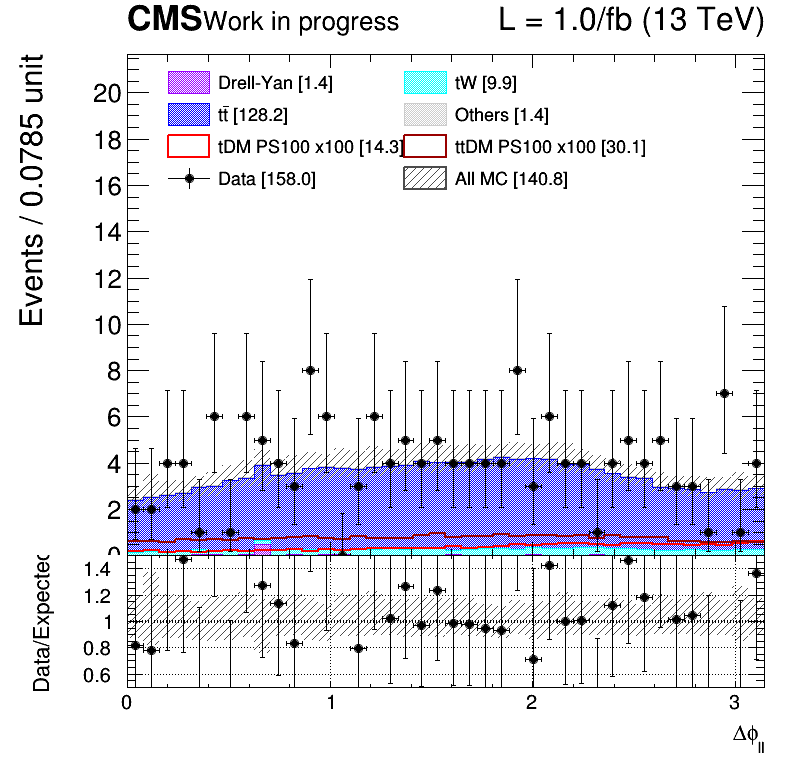 CMS Work in progress L = 1.0/fb (13 TeV)
Events / 0.0785 unit
Drell-Yan [1.4] tW [9.9]
tt̄ [128.2] Others [1.4]
tDM PS100 x100 [14.3] ttDM PS100 x100 [30.1]
Data [158.0] All MC [140.8]
20
18
16
14
12
10
8
6
4
2
0
Data/Expected
1.4
1.2
1
0.8
0.6
0 1 2 3
Δϕ_ll